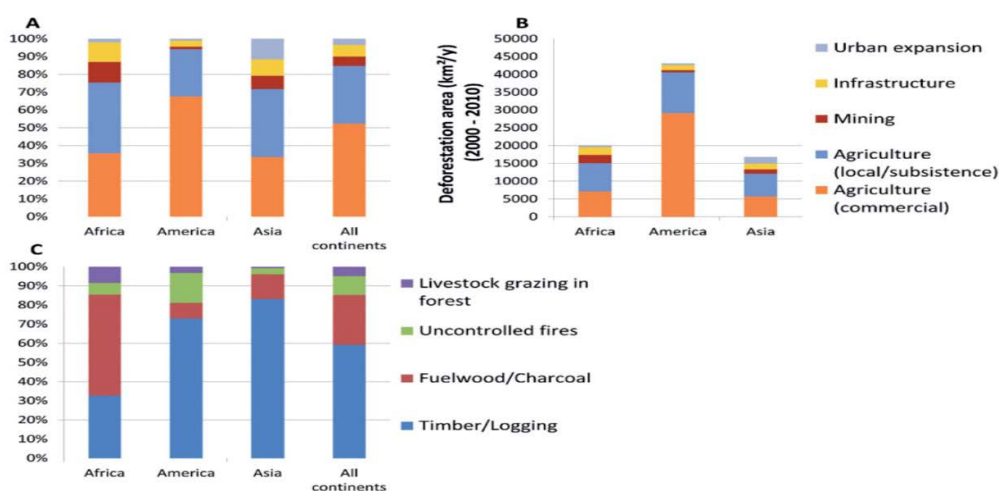 A
100%
90%
80%
70%
60%
50%
40%
30%
20%
10%
0%
Africa
America
Asia
All
continents
B
Deforestation area (km²/y)
(2000 - 2010)
50000
45000
40000
35000
30000
25000
20000
15000
10000
5000
0
Africa
America
Asia
Urban expansion
Infrastructure
Mining
Agriculture
(local/subsistence)
Agriculture
(commercial)
C
100%
90%
80%
70%
60%
50%
40%
30%
20%
10%
0%
Africa
America
Asia
All
continents
Livestock grazing in
forest
Uncontrolled fires
Fuelwood/Charcoal
Timber/Logging